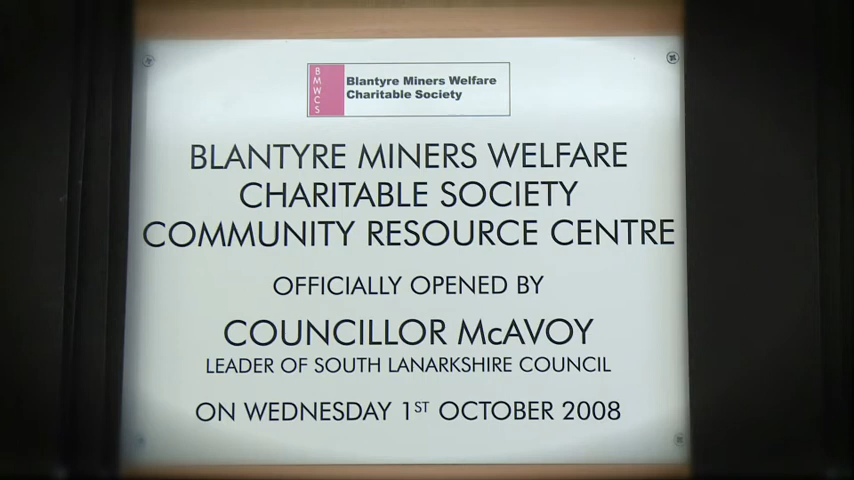 BMWCS
Blantyre Miners Welfare
Charitable Society
BLANTYRE MINERS WELFARE
CHARITABLE SOCIETY
COMMUNITY RESOURCE CENTRE
OFFICIALLY OPENED BY
COUNCILLOR McAVOY
LEADER OF SOUTH LANARKSHIRE COUNCIL
ON WEDNESDAY 1ST OCTOBER 2008